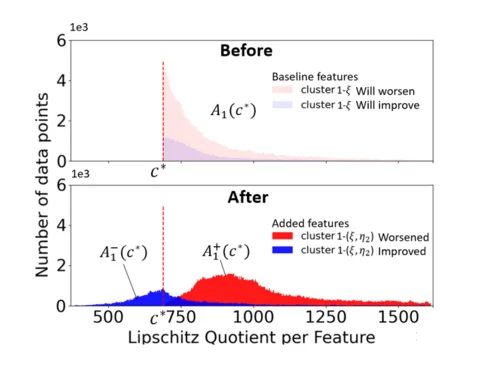 1e3
Before
6
4
2
0
Baseline features
cluster 1-ξ Will worsen
cluster 1-ξ Will improve
A₁(c*)
c*
Number of data points
1e3
After
6
4
2
0
Added features
cluster 1-(ξ, η₂) Worsened
cluster 1-(ξ, η₂) Improved
A₁⁻(c*)
A₁⁺(c*)
500 c* 750 1000 1250 1500
Lipschitz Quotient per Feature